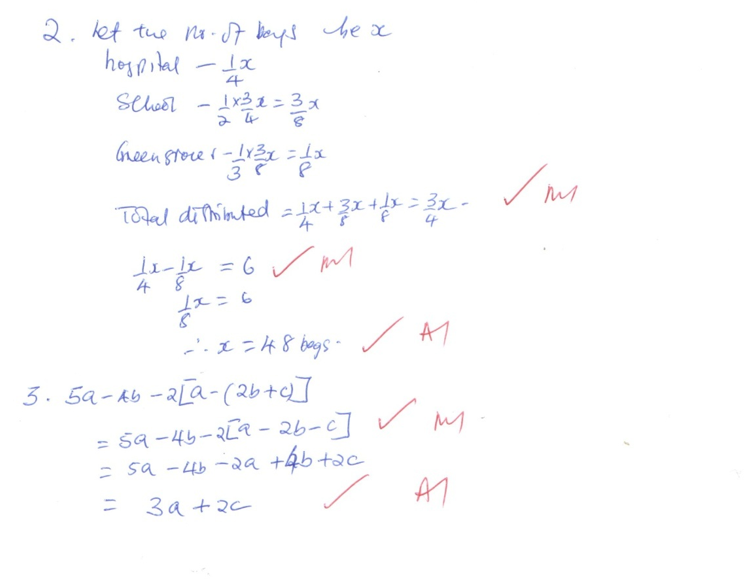 2. Let the no. of bags be x
hospital – 1/4 x
School – 1/2 × 3/4 x = 3/8 x
Greengrocer – 1/3 × 3/8 x = 1/8 x
Total distributed = 1/4 x + 3/8 x + 1/8 x = 3/4 x - ✓ M1
1/4 x – 1/8 x = 6 ✓ M1
1/8 x = 6
∴ x = 48 bags. ✓ A1
3. 5a – 4b – 2[a – (2b + c)]
= 5a – 4b – 2[a – 2b – c] ✓ M1
= 5a – 4b – 2a + 4b + 2c
= 3a + 2c ✓ A1